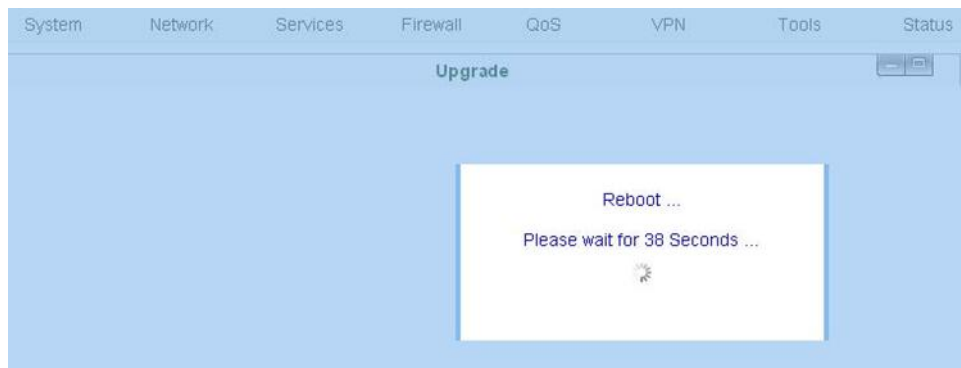 System Network Services Firewall QoS VPN Tools Status
Upgrade
Reboot ...
Please wait for 38 Seconds ...